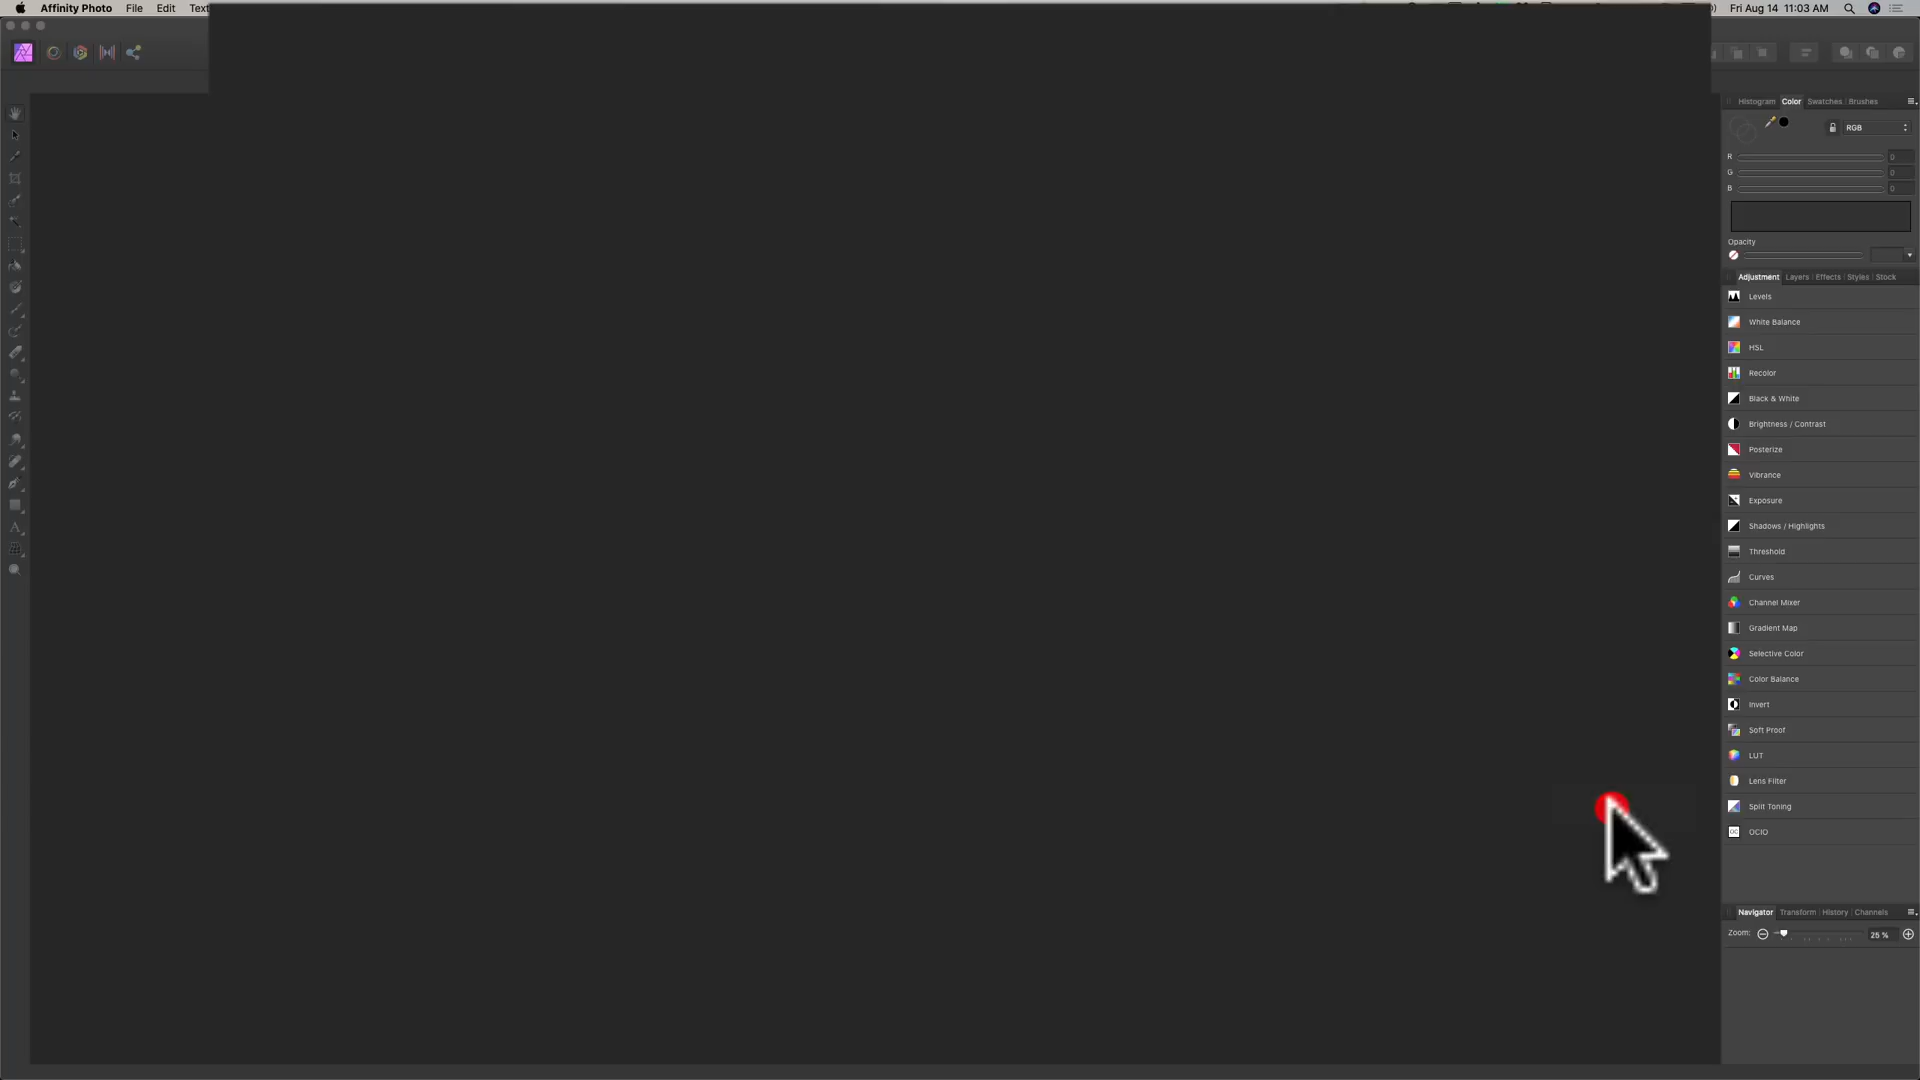 Affinity Photo File Edit Text Fri Aug 14 11:03 AM
Histogram Color Swatches Brushes
RGB
R 0
G 0
B 0
Opacity
Adjustment Layers Effects Styles Stock
Levels
White Balance
HSL
Recolor
Black & White
Brightness / Contrast
Posterize
Vibrance
Exposure
Shadows / Highlights
Threshold
Curves
Channel Mixer
Gradient Map
Selective Color
Color Balance
Invert
Soft Proof
LUT
Lens Filter
Split Toning
OCIO
Navigator Transform History Channels
Zoom: 25 %